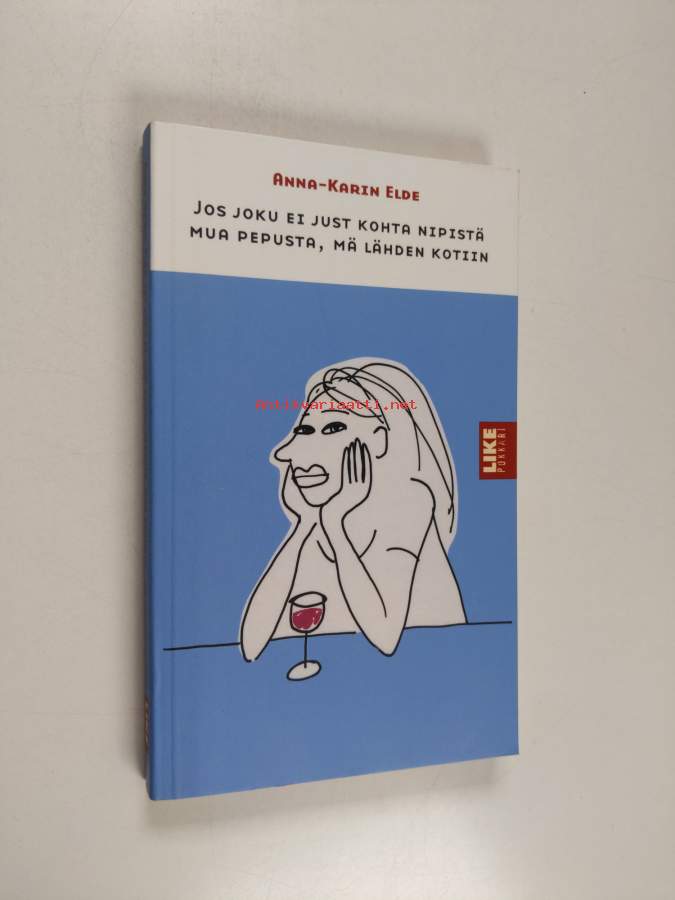 Anna-Karin Elde
Jos joku ei just kohta nipistä
mua pepusta, mä lähden kotiin
Antikvariaatti.net
LIKE
POKKARI